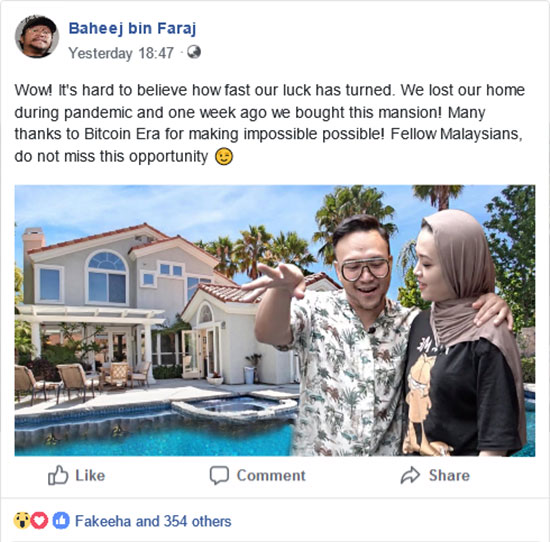 Baheej bin Faraj
Yesterday 18:47 ·
Wow! It's hard to believe how fast our luck has turned. We lost our home
during pandemic and one week ago we bought this mansion! Many
thanks to Bitcoin Era for making impossible possible! Fellow Malaysians,
do not miss this opportunity 😉
Like
Comment
Share
Fakeeha and 354 others